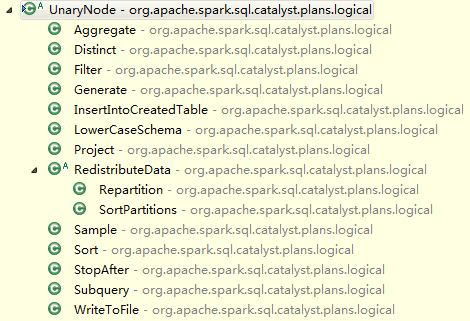 UnaryNode - org.apache.spark.sql.catalyst.plans.logical
Aggregate - org.apache.spark.sql.catalyst.plans.logical
Distinct - org.apache.spark.sql.catalyst.plans.logical
Filter - org.apache.spark.sql.catalyst.plans.logical
Generate - org.apache.spark.sql.catalyst.plans.logical
InsertIntoCreatedTable - org.apache.spark.sql.catalyst.plans.logical
LowerCaseSchema - org.apache.spark.sql.catalyst.plans.logical
Project - org.apache.spark.sql.catalyst.plans.logical
RedistributeData - org.apache.spark.sql.catalyst.plans.logical
Repartition - org.apache.spark.sql.catalyst.plans.logical
SortPartitions - org.apache.spark.sql.catalyst.plans.logical
Sample - org.apache.spark.sql.catalyst.plans.logical
Sort - org.apache.spark.sql.catalyst.plans.logical
StopAfter - org.apache.spark.sql.catalyst.plans.logical
Subquery - org.apache.spark.sql.catalyst.plans.logical
WriteToFile - org.apache.spark.sql.catalyst.plans.logical